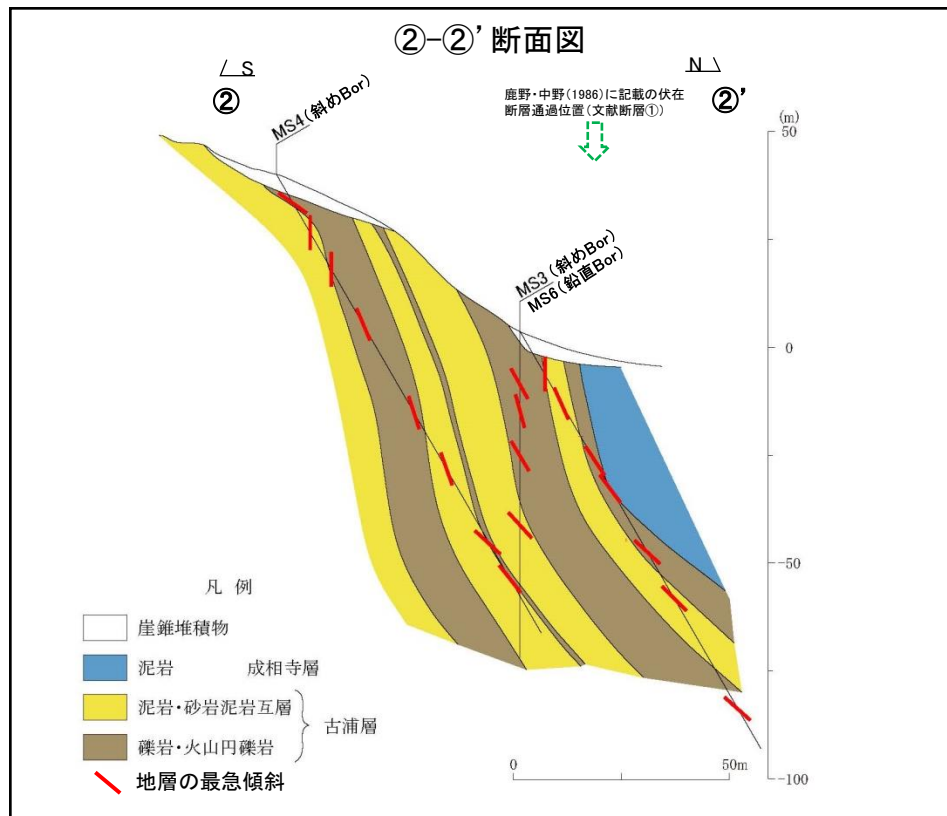 ②-②’断面図
S
N
②
②’
MS4(斜めBor)
鹿野・中野(1986)に記載の伏在
断層通過位置(文献断層①)
(m)
50
MS3(斜めBor)
MS6(鉛直Bor)
0
-50
-100
凡 例
崖錐堆積物
泥岩 成相寺層
泥岩・砂岩泥岩互層
古浦層
礫岩・火山円礫岩
地層の最急傾斜
0
50m